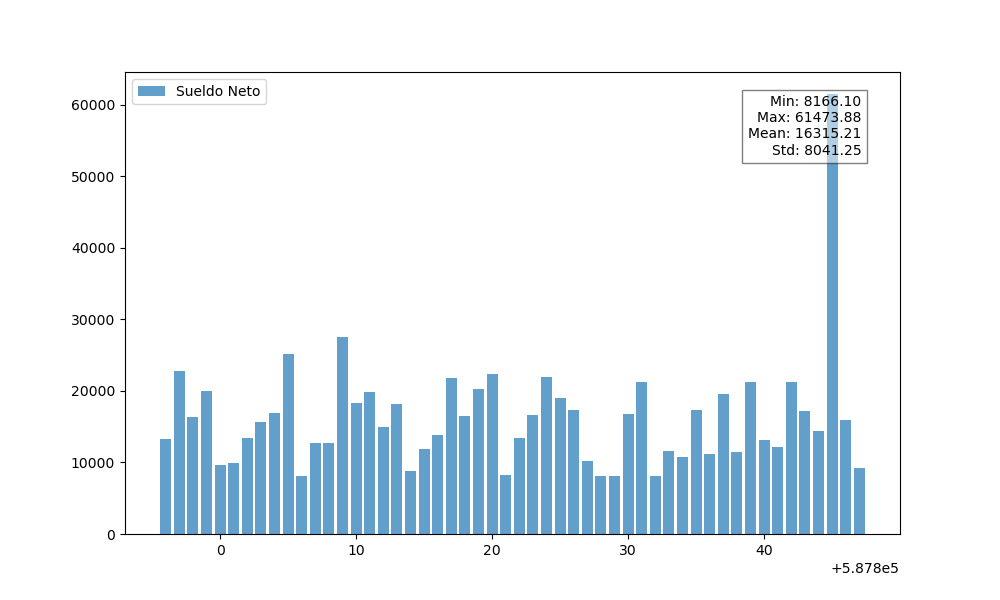 Sueldo Neto
Min: 8166.10
Max: 61473.88
Mean: 16315.21
Std: 8041.25
60000
50000
40000
30000
20000
10000
0
0 10 20 30 40
+5.878e5